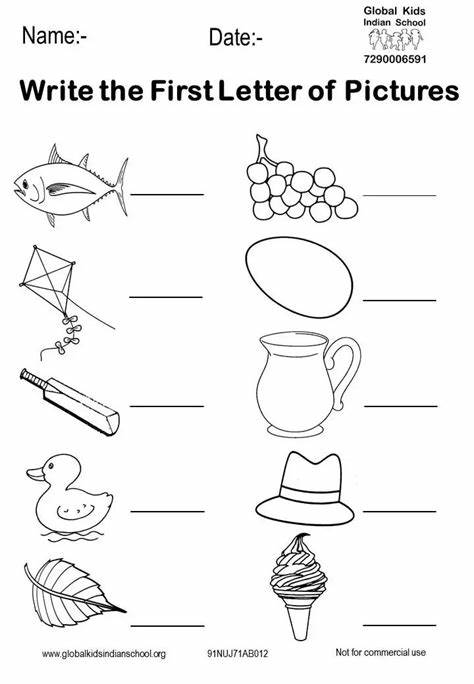 Global Kids
Indian School
Name:- Date:-
7290006591
Write the First Letter of Pictures
www.globalkidsindianschool.org 91NUJ71AB012 Not for commercial use